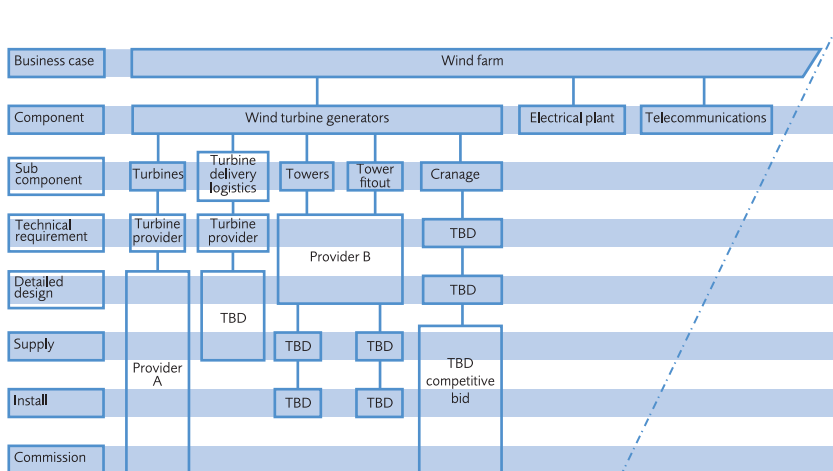 Business case
Wind farm
Component
Wind turbine generators
Electrical plant
Telecommunications
Sub
component
Turbines
Turbine
delivery
logistics
Towers
Tower
fitout
Cranage
Technical
requirement
Turbine
provider
Turbine
provider
Provider B
TBD
Detailed
design
TBD
TBD
Supply
TBD
TBD
Provider
A
TBD
competitive
bid
Install
TBD
TBD
Commission